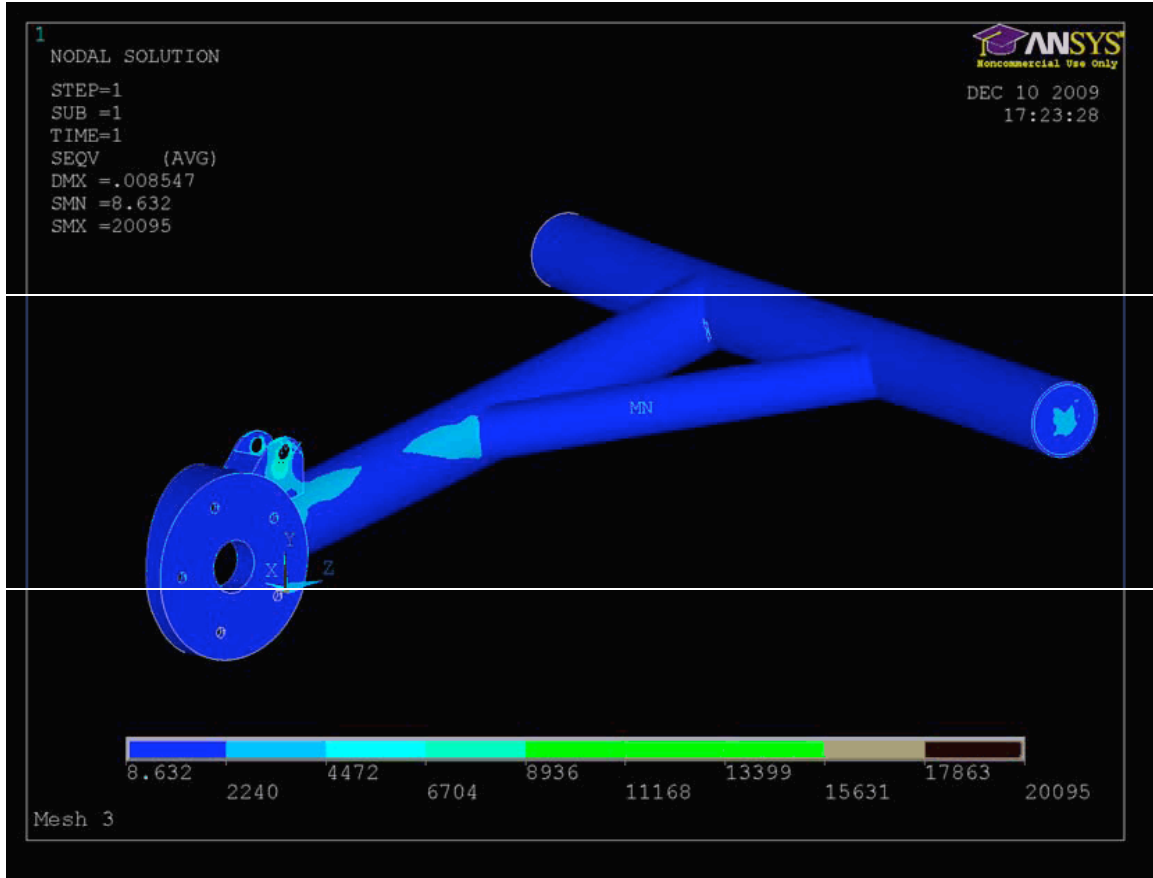 1
NODAL SOLUTION
STEP=1
SUB =1
TIME=1
SEQV (AVG)
DMX =.008547
SMN =8.632
SMX =20095
ANSYS
Noncommercial Use Only
DEC 10 2009
17:23:28
MN
Y
X Z
8.632 4472 8936 13399 17863
2240 6704 11168 15631 20095
Mesh 3